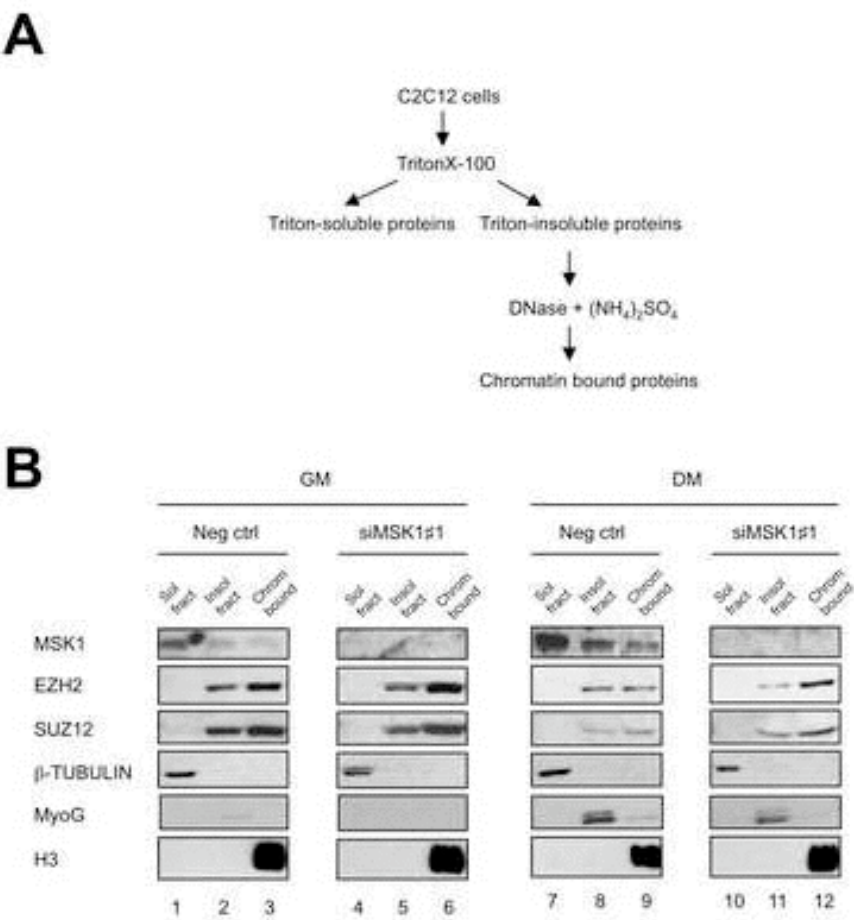 A
C2C12 cells
TritonX-100
Triton-soluble proteins Triton-insoluble proteins
DNase + (NH₄)₂SO₄
Chromatin bound proteins
B
GM DM
Neg ctrl siMSK1♯1 Neg ctrl siMSK1♯1
Sol fract Insol fract Chrom bound Sol fract Insol fract Chrom bound Sol fract Insol fract Chrom bound Sol fract Insol fract Chrom bound
MSK1
EZH2
SUZ12
β-TUBULIN
MyoG
H3
1 2 3 4 5 6 7 8 9 10 11 12